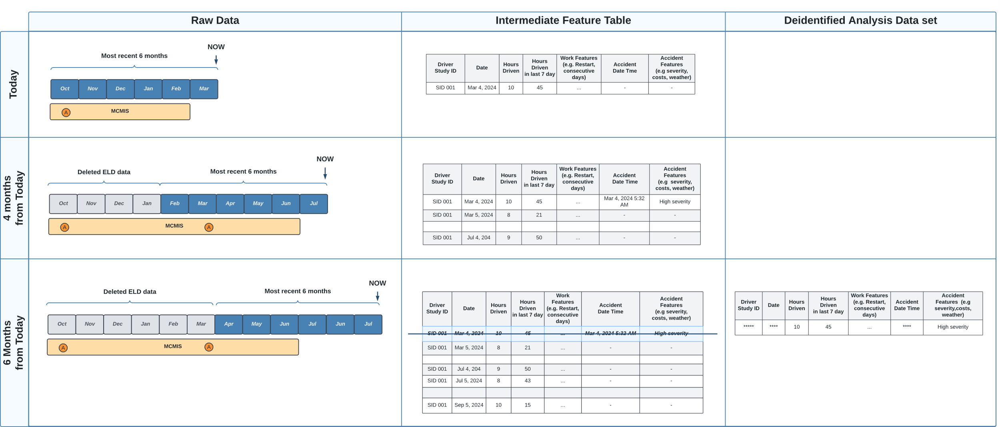 Raw Data
Intermediate Feature Table
Deidentified Analysis Data set
Today
NOW
Most recent 6 months
Oct Nov Dec Jan Feb Mar
MCMIS
A
Driver
Study ID
Date
Hours
Driven
Hours
Driven
in last 7 day
Work Features
(e.g. Restart,
consecutive
days)
Accident
Date Tme
Accident
Features
(e.g severity,
costs, weather)
SID 001 Mar 4, 2024 10 45 ... - -
4 months
from Today
NOW
Deleted ELD data
Most recent 6 months
Oct Nov Dec Jan Feb Mar Apr May Jun Jul
A
MCMIS
A
Driver
Study ID
Date
Hours
Driven
Hours
Driven
in last 7 day
Work Features
(e.g. Restart,
consecutive
days)
Accident
Date Time
Accident
Features
(e.g  severity,
costs, weather)
SID 001 Mar 4, 2024 10 45 ... Mar 4, 2024 5:32
AM
High severity
SID 001 Mar 5, 2024 8 21 ... - -
SID 001 Jul 4, 204 9 50 ... - -
6 Months
from Today
NOW
Deleted ELD data
Most recent 6 months
Oct Nov Dec Jan Feb Mar Apr May Jun Jul Jun Jul
A
MCMIS
A
Driver
Study ID
Date
Hours
Driven
Hours
Driven
in last 7 day
Work
Features
(e.g. Restart,
consecutive
days)
Accident
Date Time
Accident
Features
(e.g severity,
costs, weather)
SID 001 Mar 4, 2024 10 45 ... Mar 4, 2024 5:32 AM High severity
SID 001 Mar 5, 2024 8 21 ... - -
SID 001 Jul 4, 204 9 50 ... - -
SID 001 Jul 5, 2024 8 43 ... - -
SID 001 Sep 5, 2024 10 15 ... - -
Driver
Study ID
Date
Hours
Driven
Hours
Driven
in last 7 day
Work Features
(e.g. Restart,
consecutive
days)
Accident
Date Time
Accident
Features  (e.g
severity,costs,
weather)
***** **** 10 45 ... **** High severity